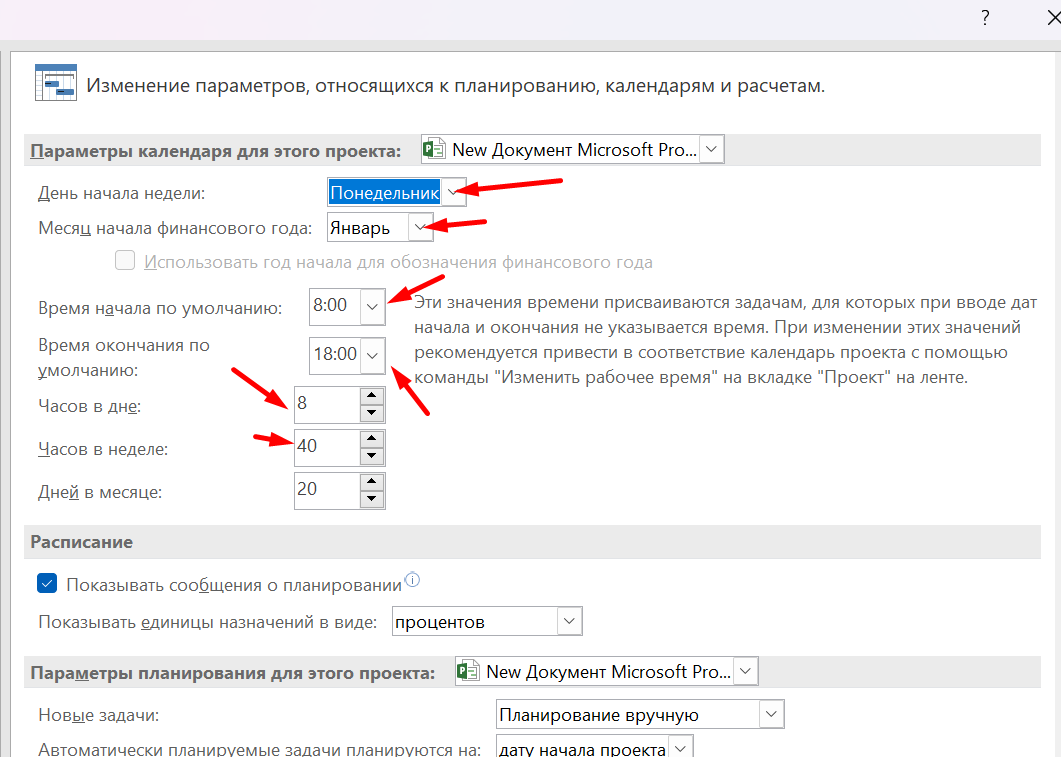 ?
Изменение параметров, относящихся к планированию, календарям и расчетам.
Параметры календаря для этого проекта: New Документ Microsoft Pro...
День начала недели: Понедельник
Месяц начала финансового года: Январь
Использовать год начала для обозначения финансового года
Время начала по умолчанию: 8:00
Время окончания по умолчанию: 18:00
Эти значения времени присваиваются задачам, для которых при вводе дат
начала и окончания не указывается время. При изменении этих значений
рекомендуется привести в соответствие календарь проекта с помощью
команды "Изменить рабочее время" на вкладке "Проект" на ленте.
Часов в дне: 8
Часов в неделе: 40
Дней в месяце: 20
Расписание
Показывать сообщения о планировании
Показывать единицы назначений в виде: процентов
Параметры планирования для этого проекта: New Документ Microsoft Pro...
Новые задачи: Планирование вручную
Автоматически планируемые задачи планируются на: дату начала проекта